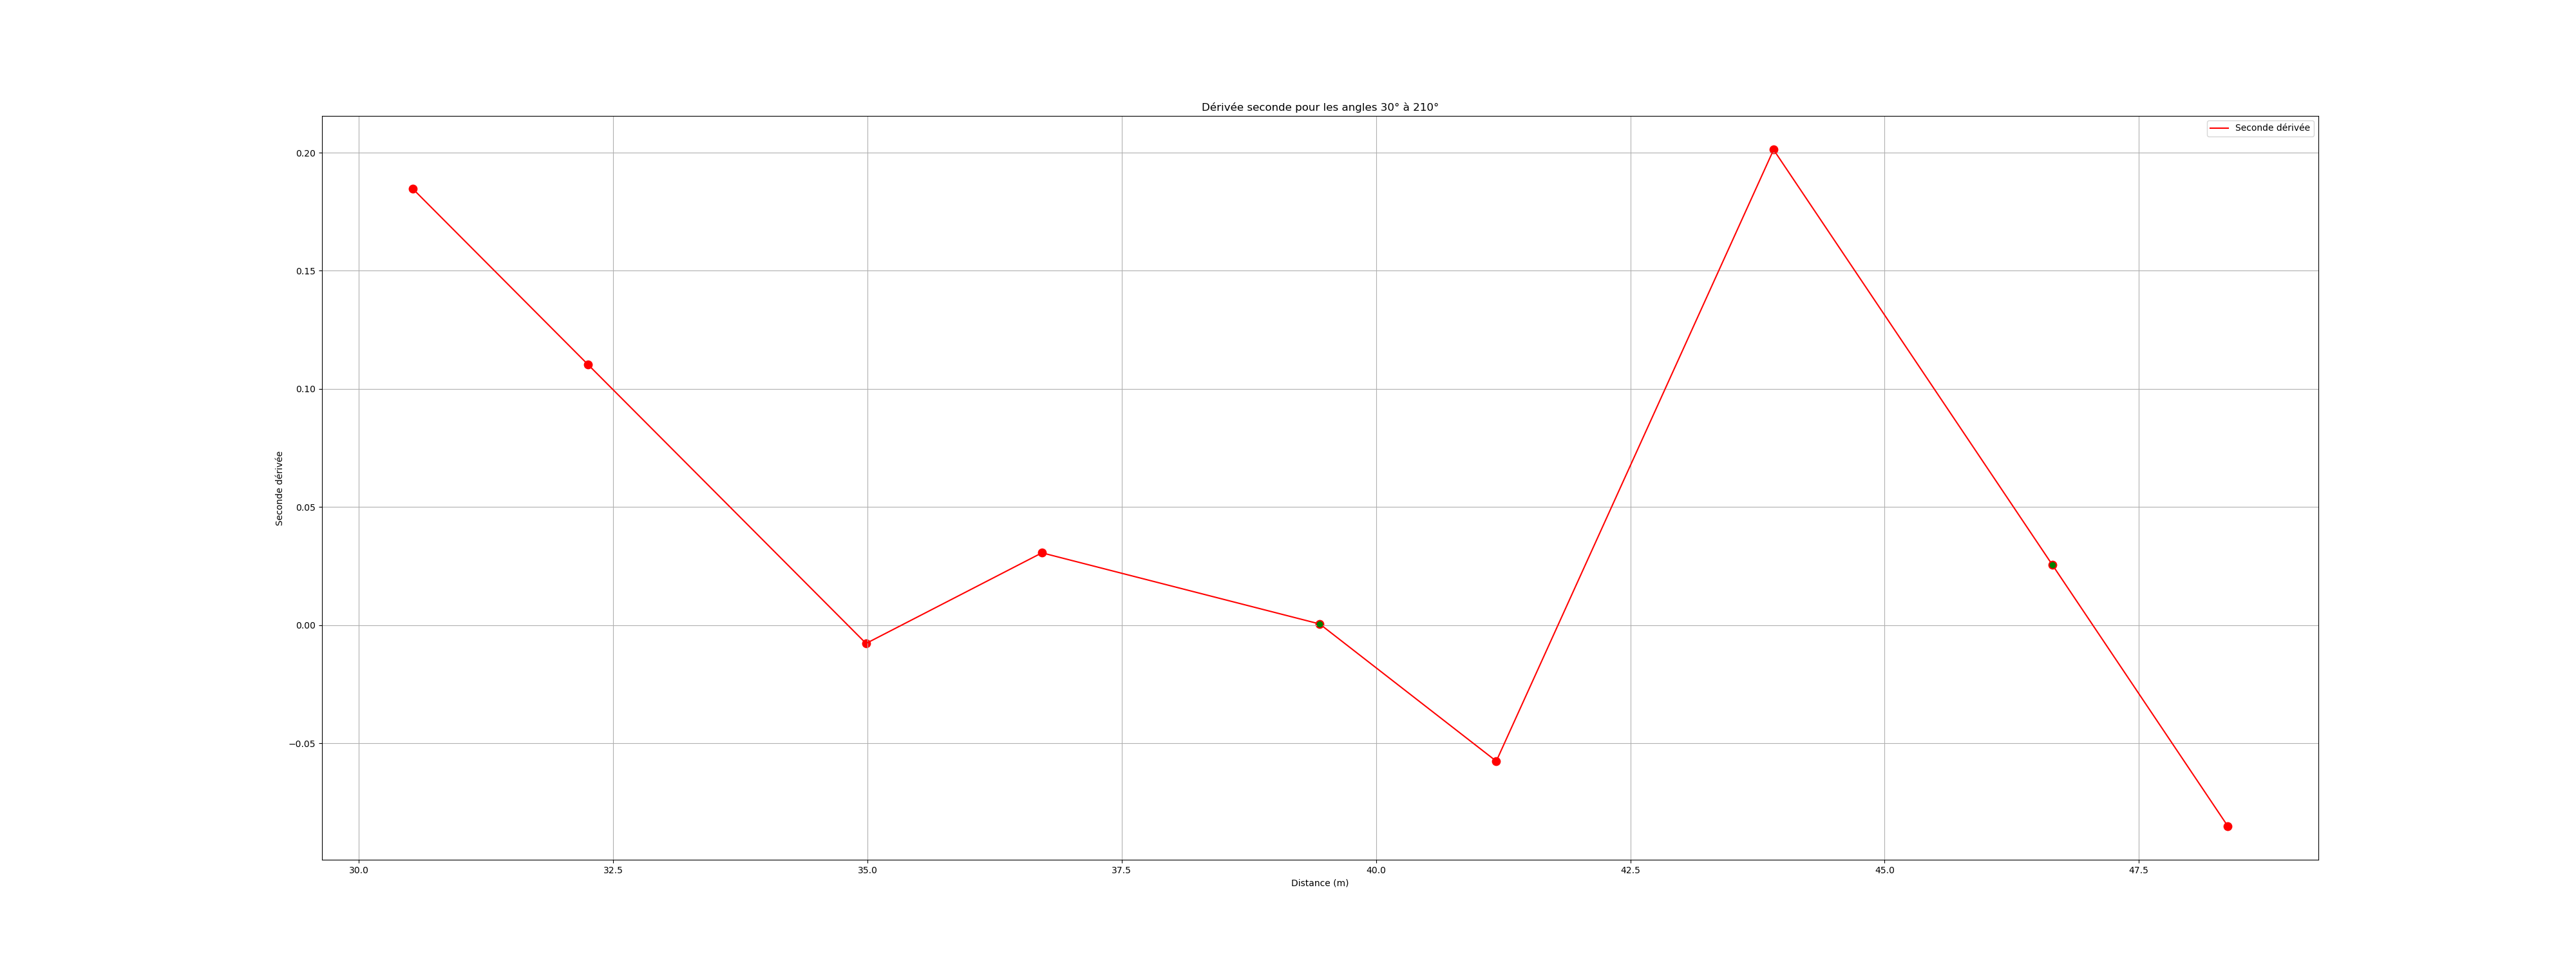 Dérivée seconde pour les angles 30° à 210°
Seconde dérivée
0.20
0.15
0.10
0.05
0.00
−0.05
Seconde dérivée
30.0 32.5 35.0 37.5 40.0 42.5 45.0 47.5
Distance (m)